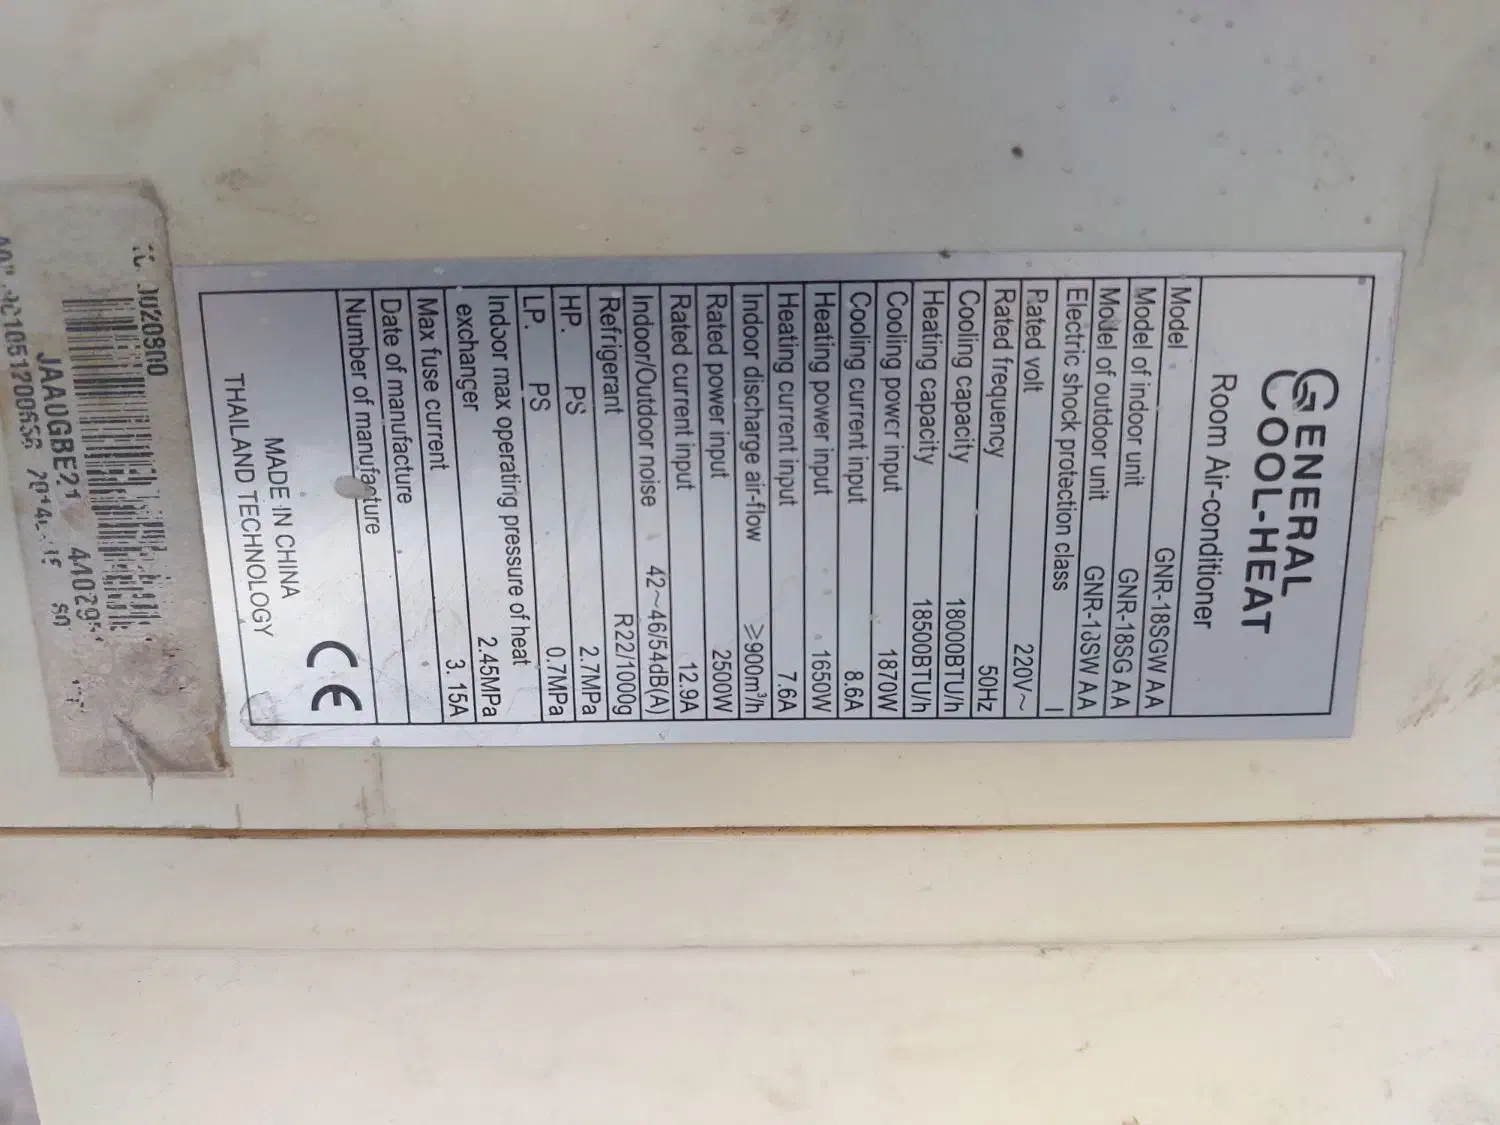 GENERAL
COOL-HEAT
Room Air-conditioner
Model GNR-18SGW AA
Model of indoor unit GNR-18SG AA
Model of outdoor unit GNR-18SW AA
Electric shock protection class I
Rated volt 220V~
Rated frequency 50Hz
Cooling capacity 18000BTU/h
Heating capacity 18500BTU/h
Cooling power input 1870W
Cooling current input 8.6A
Heating power input 1650W
Heating current input 7.6A
Indoor discharge air-flow ≥900m³/h
Rated power input 2500W
Rated current input 12.9A
Indoor/Outdoor noise 42~46/54dB(A)
Refrigerant R22/1000g
HP. PS 2.7MPa
LP. PS 0.7MPa
Indoor max operating pressure of heat
exchanger 2.45MPa
Max fuse current 3.15A
Date of manufacture
Number of manufacture
MADE IN CHINA
THAILAND TECHNOLOGY
CE
JAA0GBE21